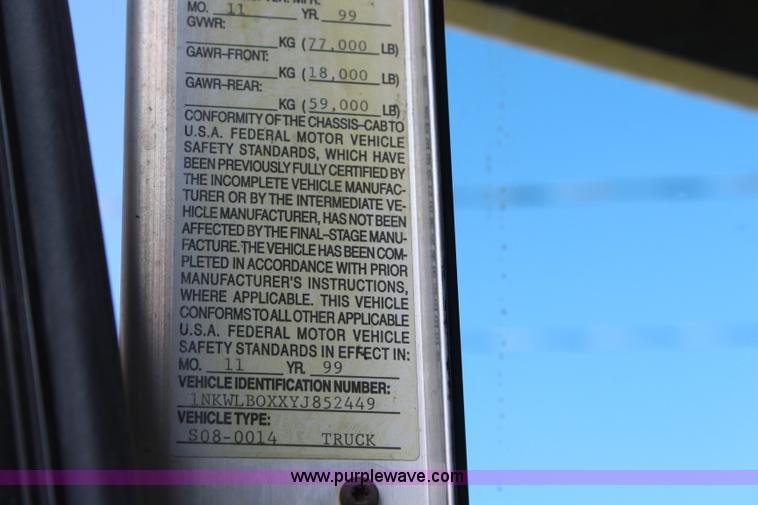 MO. 11 YR. 99
GVWR:
KG (77,000 LB)
GAWR-FRONT:
KG (18,000 LB)
GAWR-REAR:
KG (59,000 LB)
CONFORMITY OF THE CHASSIS-CAB TO
U.S.A. FEDERAL MOTOR VEHICLE
SAFETY STANDARDS, WHICH HAVE
BEEN PREVIOUSLY FULLY CERTIFIED BY
THE INCOMPLETE VEHICLE MANUFAC-
TURER OR BY THE INTERMEDIATE VE-
HICLE MANUFACTURER, HAS NOT BEEN
AFFECTED BY THE FINAL-STAGE MANU-
FACTURE. THE VEHICLE HAS BEEN COM-
PLETED IN ACCORDANCE WITH PRIOR
MANUFACTURER'S INSTRUCTIONS,
WHERE APPLICABLE. THIS VEHICLE
CONFORMS TO ALL OTHER APPLICABLE
U.S.A. FEDERAL MOTOR VEHICLE
SAFETY STANDARDS IN EFFECT IN:
MO. 11 YR. 99
VEHICLE IDENTIFICATION NUMBER:
1NKWLBOXXYJ852449
VEHICLE TYPE:
S08-0014 TRUCK
www.purplewave.com